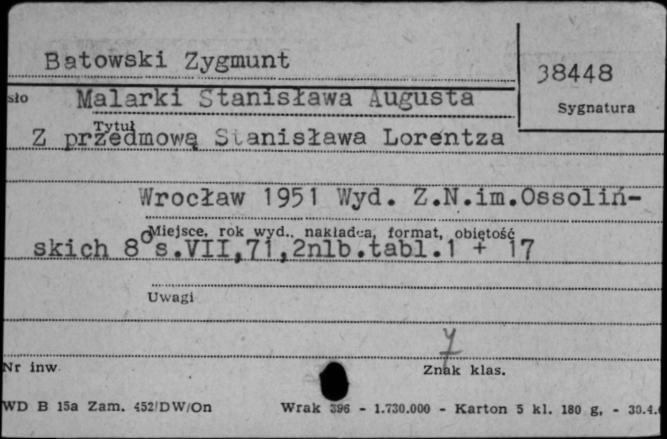 Batowski Zygmunt
38448
Sygnatura
sło Malarki Stanisława Augusta
Tytuł
Z przedmową Stanisława Lorentza
Wrocław 1951 Wyd. Z.N.im.Ossoliń-
Miejsce, rok wyd., nakładca, format, objętość
skich 8° s.VII,71,2nlb.tabl.1 + 17
Uwagi
7
Nr inw.
Znak klas.
WD B 15a Zam. 452/DW/On Wrak 396 - 1.730.000 - Karton 5 kl. 180 g. - 30.4.